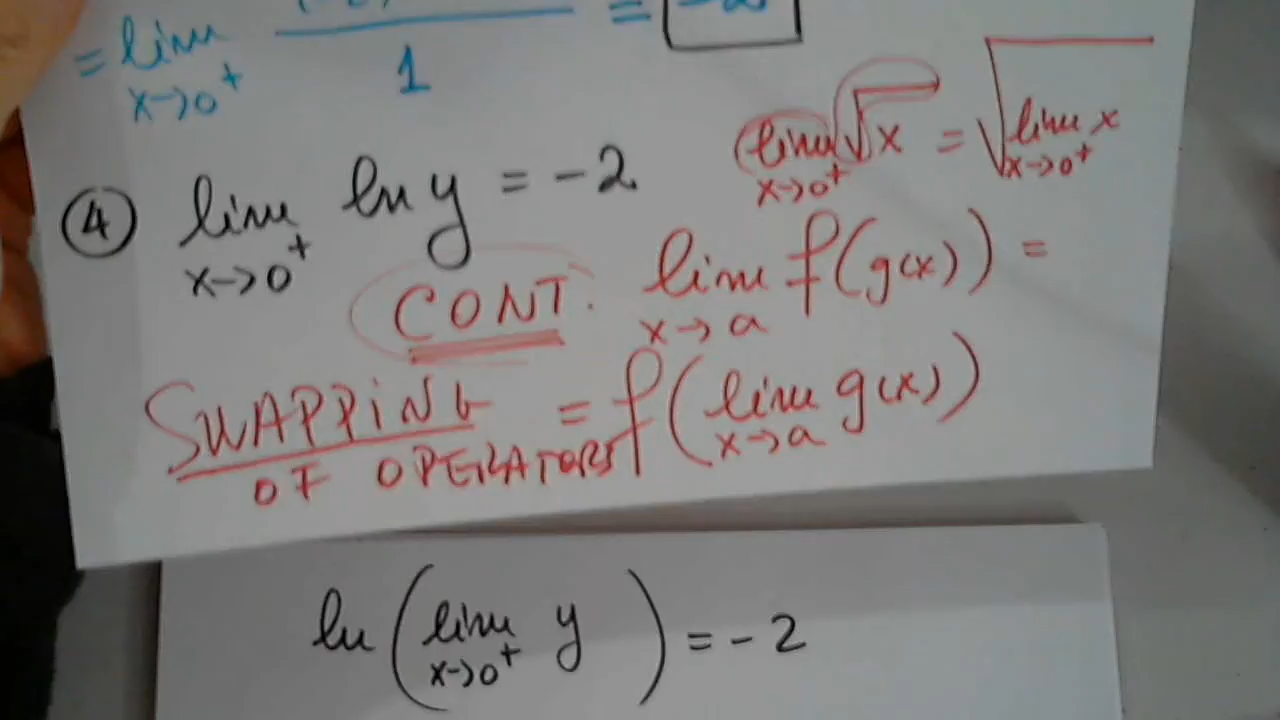 = lim x→0⁺ 1 =
lim x→0⁺ √x = √lim x→0⁺ x
④ lim x→0⁺ ln y = -2
CONT. lim x→a f(g(x)) =
SWAPPING OF OPERATORS = f(lim x→a g(x))
ln(lim x→0⁺ y) = -2